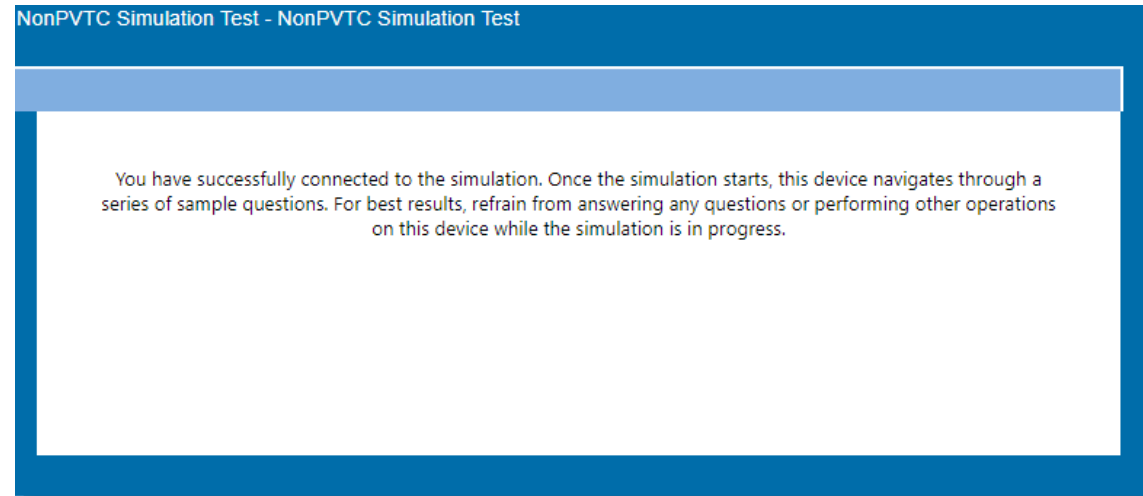 NonPVTC Simulation Test - NonPVTC Simulation Test
You have successfully connected to the simulation. Once the simulation starts, this device navigates through a
series of sample questions. For best results, refrain from answering any questions or performing other operations
on this device while the simulation is in progress.